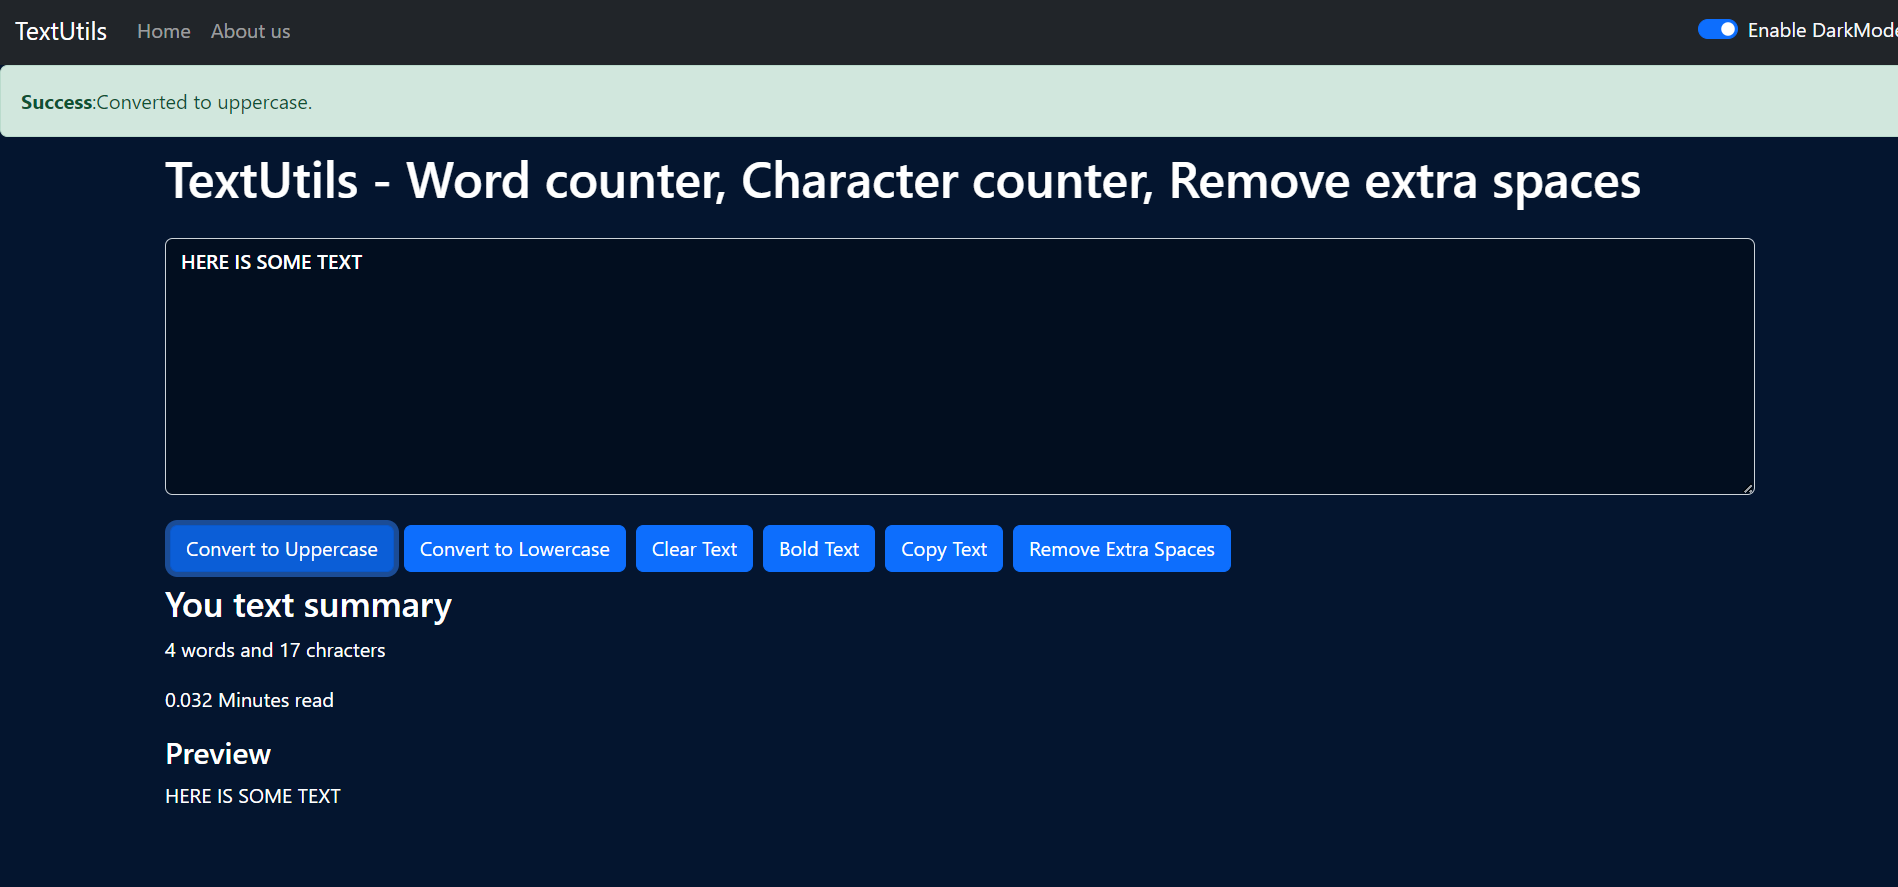 TextUtils Home About us Enable DarkMode
Success:Converted to uppercase.
TextUtils - Word counter, Character counter, Remove extra spaces
HERE IS SOME TEXT
Convert to Uppercase Convert to Lowercase Clear Text Bold Text Copy Text Remove Extra Spaces
You text summary
4 words and 17 chracters
0.032 Minutes read
Preview
HERE IS SOME TEXT